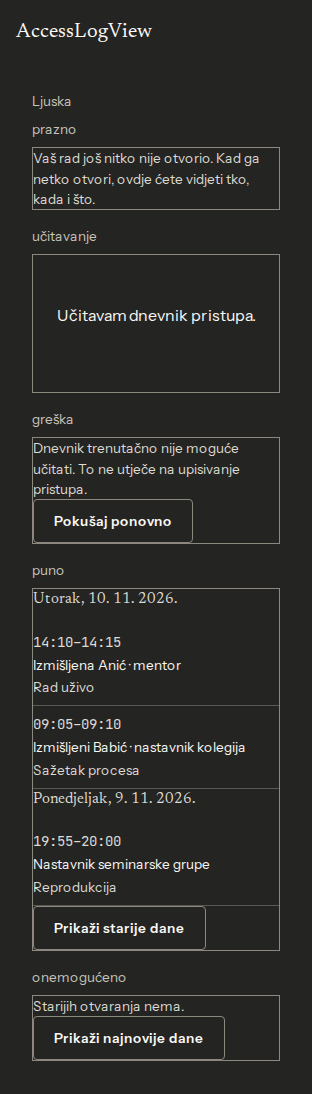 AccessLogView
Ljuska
prazno
Vaš rad još nitko nije otvorio. Kad ga
netko otvori, ovdje ćete vidjeti tko,
kada i što.
učitavanje
Učitavam dnevnik pristupa.
greška
Dnevnik trenutačno nije moguće
učitati. To ne utječe na upisivanje
pristupa.
Pokušaj ponovno
puno
Utorak, 10. 11. 2026.
14:10–14:15
Izmišljena Anić · mentor
Rad uživo
09:05–09:10
Izmišljeni Babić · nastavnik kolegija
Sažetak procesa
Ponedjeljak, 9. 11. 2026.
19:55–20:00
Nastavnik seminarske grupe
Reprodukcija
Prikaži starije dane
onemogućeno
Starijih otvaranja nema.
Prikaži najnovije dane